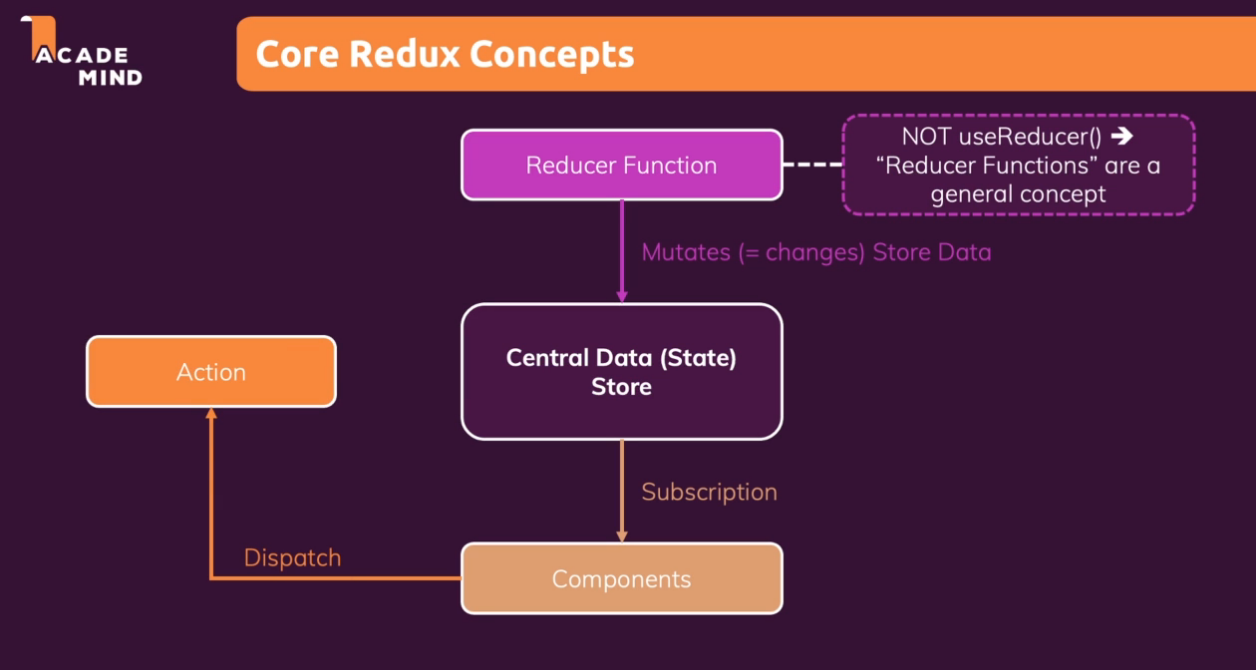 ACADE
MIND
Core Redux Concepts
Reducer Function
NOT useReducer() ➔
“Reducer Functions” are a
general concept
Mutates (= changes) Store Data
Central Data (State)
Store
Action
Subscription
Dispatch
Components